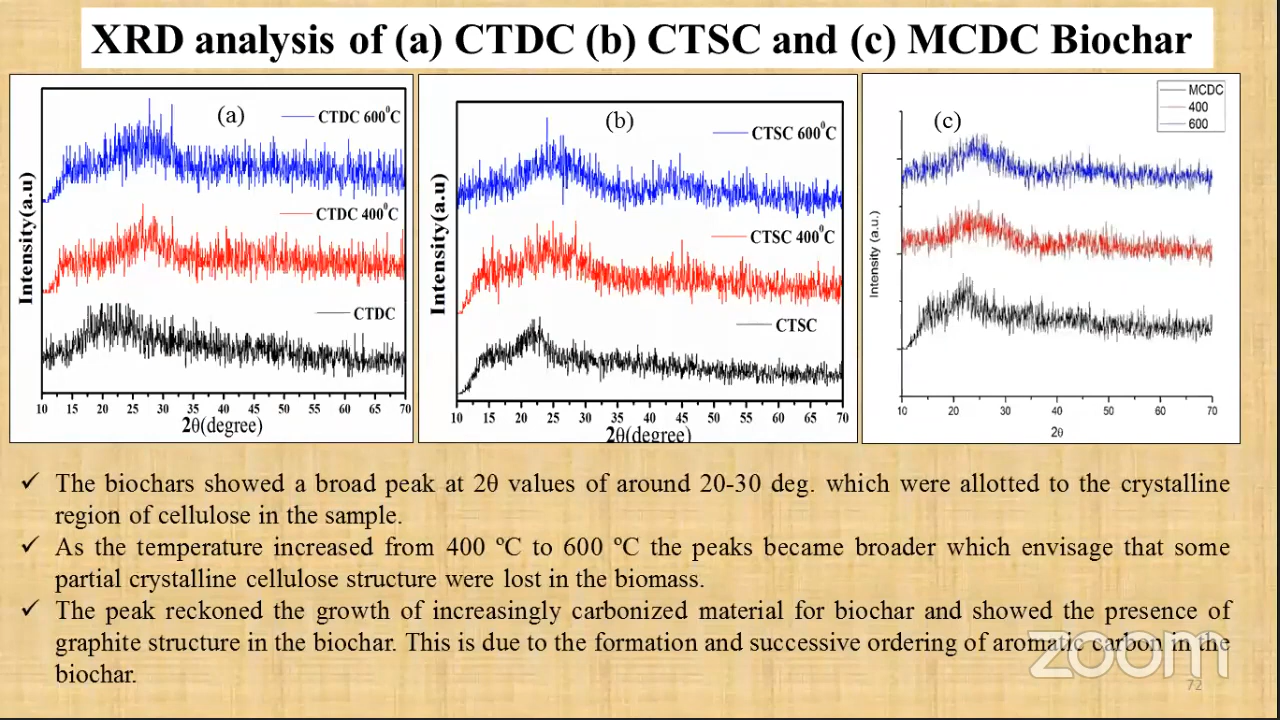 XRD analysis of (a) CTDC (b) CTSC and (c) MCDC Biochar
(a)
CTDC 600⁰C
CTDC 400⁰C
CTDC
Intensity(a.u)
10 15 20 25 30 35 40 45 50 55 60 65 70
2θ(degree)
(b)
CTSC 600⁰C
CTSC 400⁰C
CTSC
Intensity(a.u)
10 15 20 25 30 35 40 45 50 55 60 65 70
2θ(degree)
(c)
MCDC
400
600
Intensity (a.u.)
10 20 30 40 50 60 70
2θ
✓ The biochars showed a broad peak at 2θ values of around 20-30 deg. which were allotted to the crystalline
region of cellulose in the sample.
✓ As the temperature increased from 400 ºC to 600 ºC the peaks became broader which envisage that some
partial crystalline cellulose structure were lost in the biomass.
✓ The peak reckoned the growth of increasingly carbonized material for biochar and showed the presence of
graphite structure in the biochar. This is due to the formation and successive ordering of aromatic carbon in the
biochar.
zoom
72